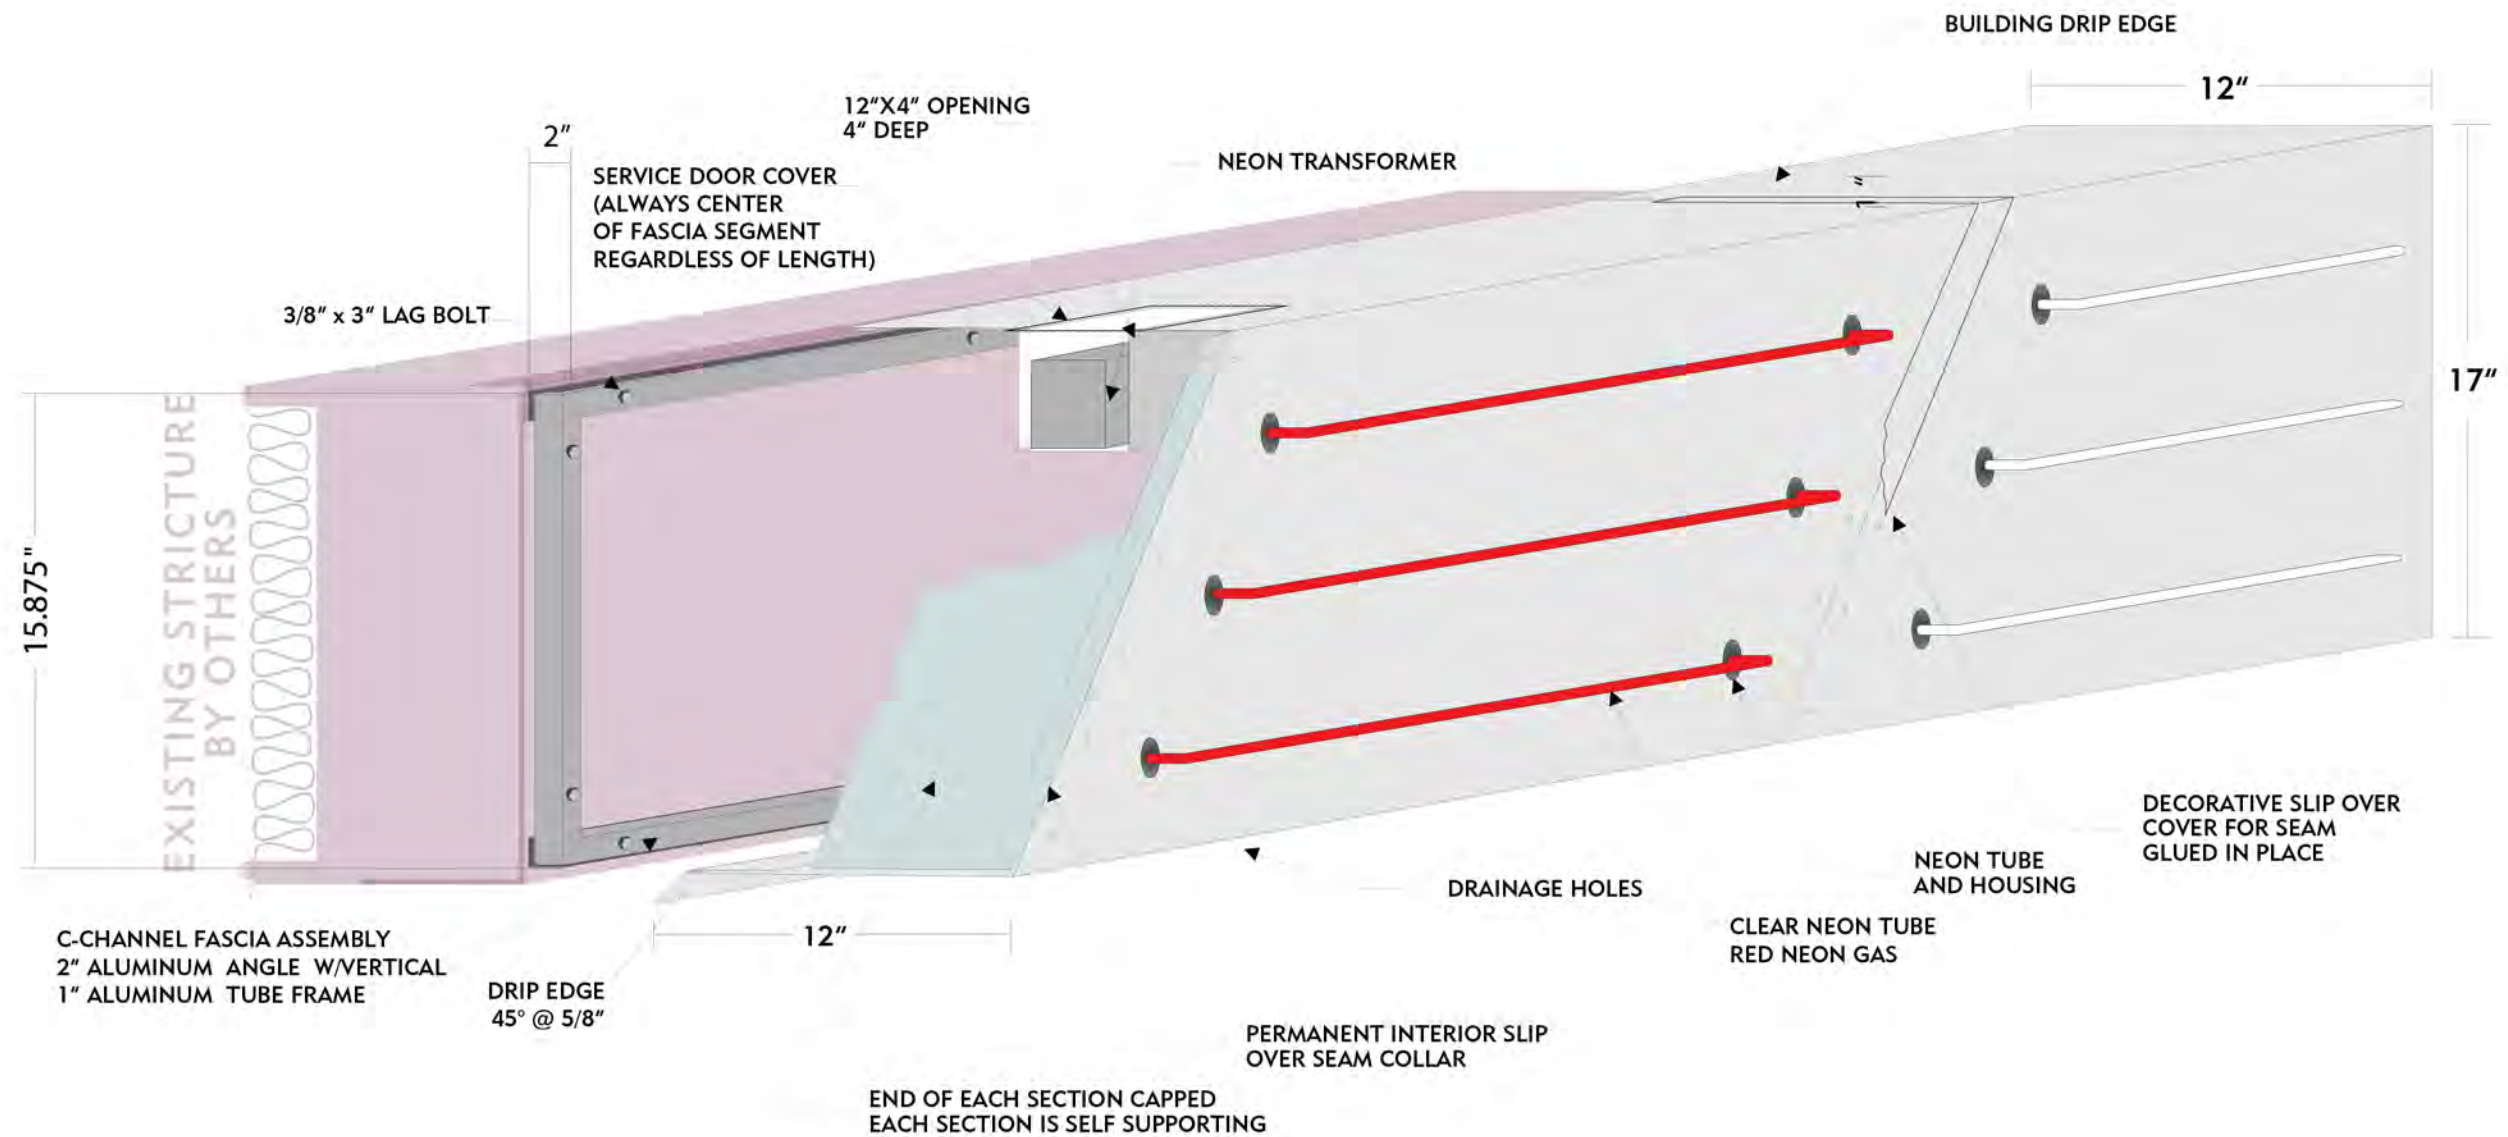 BUILDING DRIP EDGE
12"
12"X4" OPENING
4" DEEP
2"
NEON TRANSFORMER
SERVICE DOOR COVER
(ALWAYS CENTER
OF FASCIA SEGMENT
REGARDLESS OF LENGTH)
1"
3/8" x 3" LAG BOLT
17"
EXISTING STRICTURE
BY OTHERS
15.875"
DECORATIVE SLIP OVER
COVER FOR SEAM
GLUED IN PLACE
NEON TUBE
AND HOUSING
DRAINAGE HOLES
CLEAR NEON TUBE
RED NEON GAS
12"
C-CHANNEL FASCIA ASSEMBLY
2" ALUMINUM ANGLE W/VERTICAL
1" ALUMINUM TUBE FRAME
DRIP EDGE
45° @ 5/8"
PERMANENT INTERIOR SLIP
OVER SEAM COLLAR
END OF EACH SECTION CAPPED
EACH SECTION IS SELF SUPPORTING